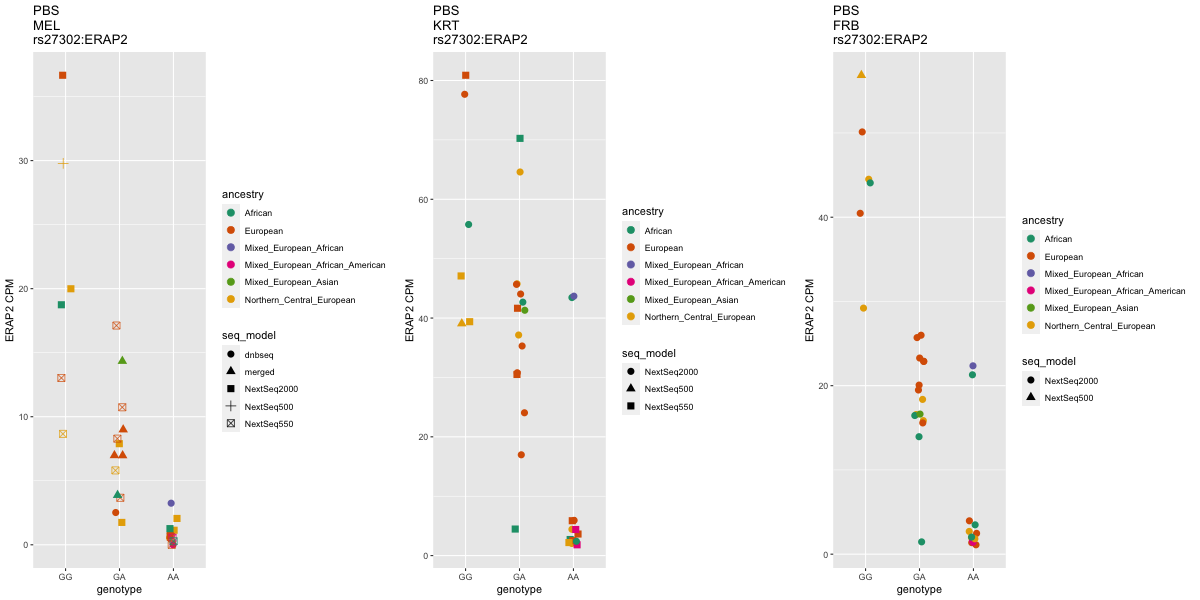 PBS
MEL
rs27302:ERAP2
ERAP2 CPM
30
20
10
0
GG
GA
AA
genotype
ancestry
African
European
Mixed_European_African
Mixed_European_African_American
Mixed_European_Asian
Northern_Central_European
seq_model
dnbseq
merged
NextSeq2000
NextSeq500
NextSeq550
PBS
KRT
rs27302:ERAP2
ERAP2 CPM
80
60
40
20
0
GG
GA
AA
genotype
ancestry
African
European
Mixed_European_African
Mixed_European_African_American
Mixed_European_Asian
Northern_Central_European
seq_model
NextSeq2000
NextSeq500
NextSeq550
PBS
FRB
rs27302:ERAP2
ERAP2 CPM
40
20
0
GG
GA
AA
genotype
ancestry
African
European
Mixed_European_African
Mixed_European_African_American
Mixed_European_Asian
Northern_Central_European
seq_model
NextSeq2000
NextSeq500